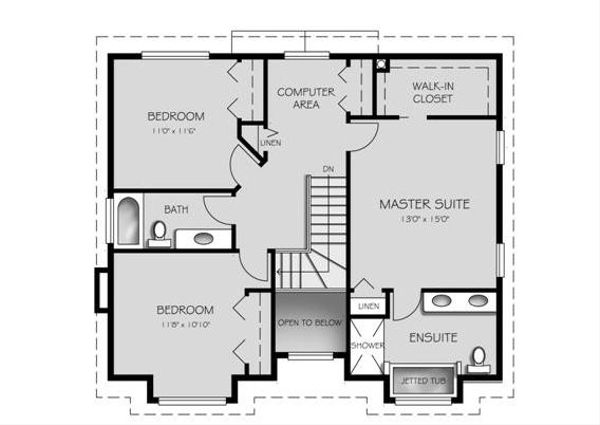 BEDROOM
11'0" x 11'6"
COMPUTER
AREA
WALK-IN
CLOSET
LINEN
DN
BATH
MASTER SUITE
13'0" x 15'0"
BEDROOM
11'8" x 10'10"
OPEN TO BELOW
LINEN
SHOWER
ENSUITE
JETTED TUB